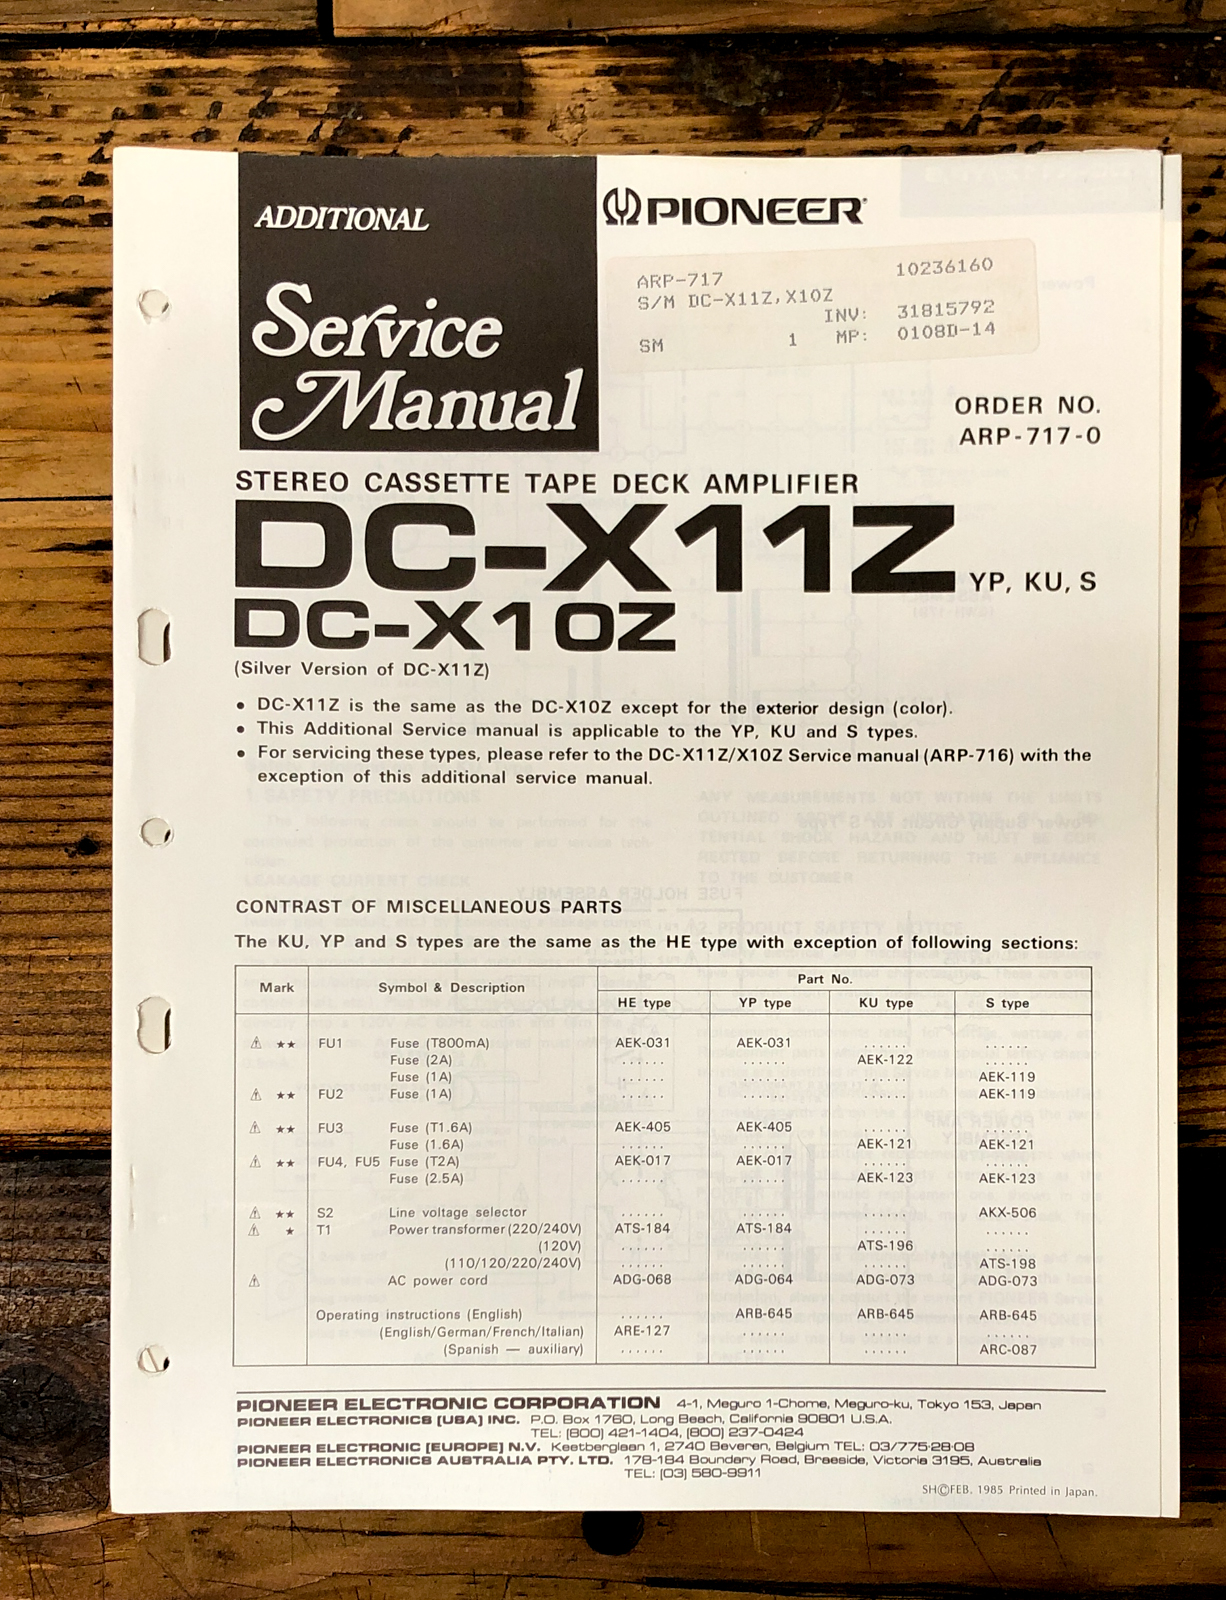 ADDITIONAL
Service
Manual
PIONEER
ARP-717 10236160
S/M DC-X11Z,X10Z
INV: 31815792
SM 1 MP: 0108D-14
ORDER NO.
ARP-717-0
STEREO CASSETTE TAPE DECK AMPLIFIER
DC-X11Z YP, KU, S
DC-X10Z
(Silver Version of DC-X11Z)
• DC-X11Z is the same as the DC-X10Z except for the exterior design (color).
• This Additional Service manual is applicable to the YP, KU and S types.
• For servicing these types, please refer to the DC-X11Z/X10Z Service manual (ARP-716) with the
exception of this additional service manual.
CONTRAST OF MISCELLANEOUS PARTS
The KU, YP and S types are the same as the HE type with exception of following sections:
Mark Symbol & Description Part No.
HE type YP type KU type S type
⚠ ★★ FU1 Fuse (T800mA) AEK-031 AEK-031 ...... ......
Fuse (2A) ...... ...... AEK-122 ......
Fuse (1A) ...... ...... ...... AEK-119
⚠ ★★ FU2 Fuse (1A) ...... ...... ...... AEK-119
⚠ ★★ FU3 Fuse (T1.6A) AEK-405 AEK-405 ...... ......
Fuse (1.6A) ...... ...... AEK-121 AEK-121
⚠ ★★ FU4, FU5 Fuse (T2A) AEK-017 AEK-017 ...... ......
Fuse (2.5A) ...... ...... AEK-123 AEK-123
⚠ ★★ S2 Line voltage selector ...... ...... ...... AKX-506
⚠ ★ T1 Power transformer (220/240V) ATS-184 ATS-184 ...... ......
(120V) ...... ...... ATS-196 ......
(110/120/220/240V) ...... ...... ...... ATS-198
⚠ AC power cord ADG-068 ADG-064 ADG-073 ADG-073
Operating instructions (English) ...... ARB-645 ARB-645 ARB-645
(English/German/French/Italian) ARE-127 ...... ...... ......
(Spanish — auxiliary) ...... ...... ...... ARC-087
PIONEER ELECTRONIC CORPORATION 4-1, Meguro 1-Chome, Meguro-ku, Tokyo 153, Japan
PIONEER ELECTRONICS [USA] INC. P.O. Box 1760, Long Beach, California 90801 U.S.A.
TEL: (800) 421-1404, (800) 237-0424
PIONEER ELECTRONIC [EUROPE] N.V. Keetberglaan 1, 2740 Beveren, Belgium TEL: 03/775·28·08
PIONEER ELECTRONICS AUSTRALIA PTY. LTD. 178-184 Boundary Road, Braeside, Victoria 3195, Australia
TEL: (03) 580-9911
SH©FEB. 1985 Printed in Japan.